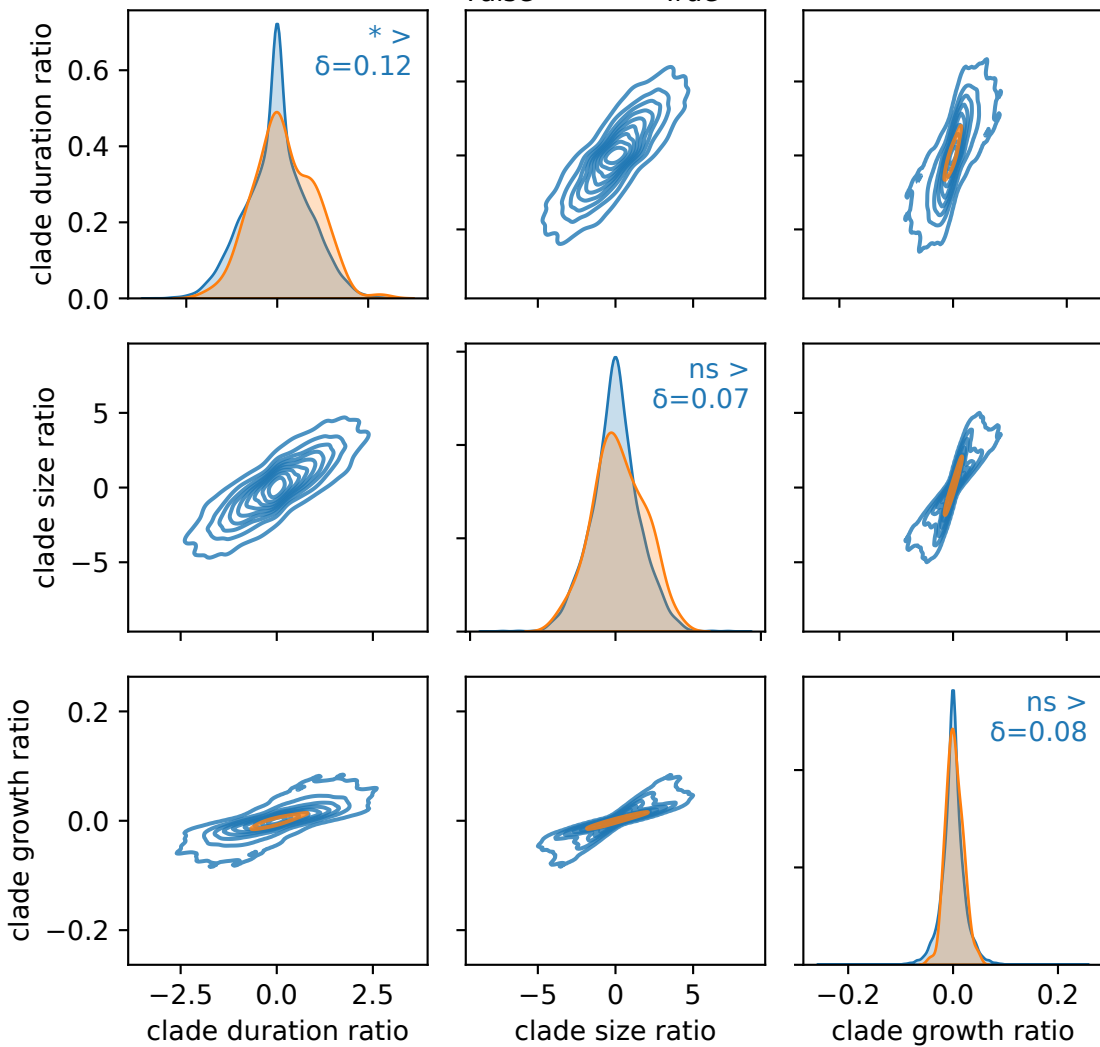 clade duration ratio
0.6
0.4
0.2
0.0
* >
δ=0.12
clade size ratio
5
0
−5
ns >
δ=0.07
clade growth ratio
0.2
0.0
−0.2
ns >
δ=0.08
−2.5 0.0 2.5
−5 0 5
−0.2 0.0 0.2
clade duration ratio
clade size ratio
clade growth ratio